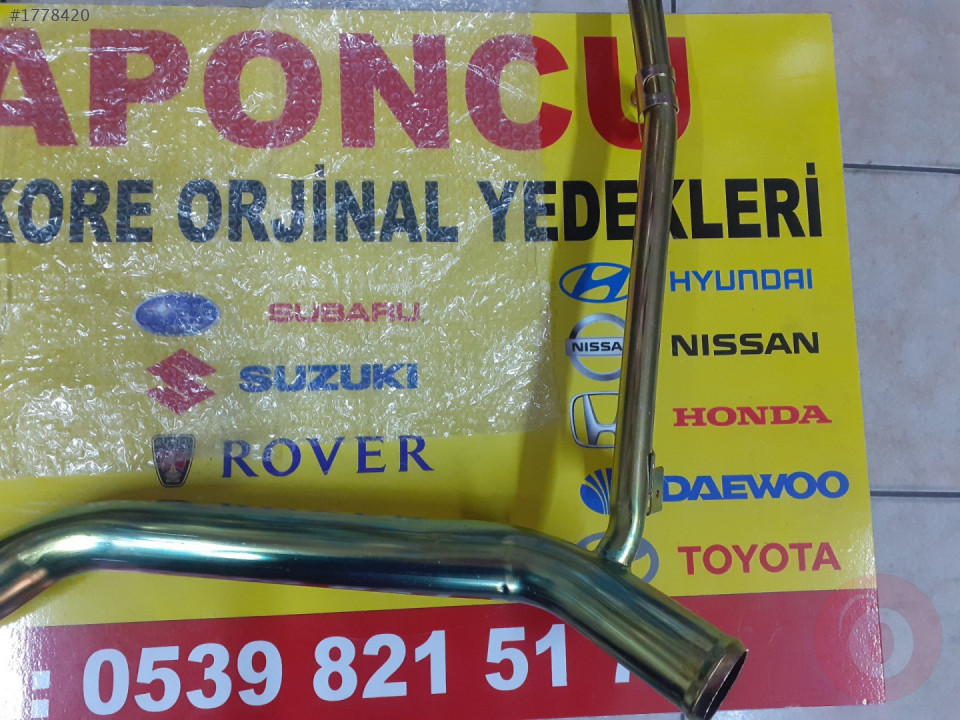 #1778420
APONCU
KORE ORJİNAL YEDEKLERİ
SUBARU
HYUNDAI
SUZUKI
NISSAN
NISSAN
ROVER
HONDA
DAEWOO
TOYOTA
: 0539 821 51